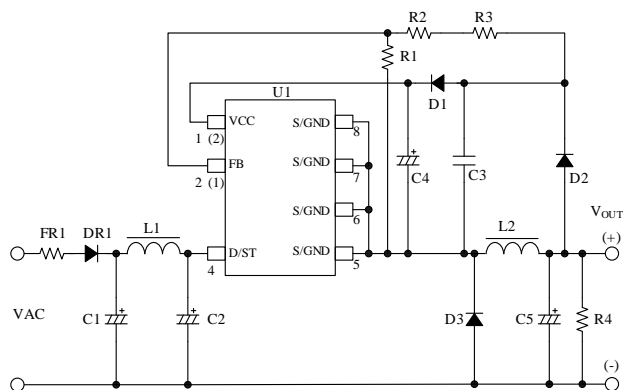 R2
R3
R1
U1
D1
VCC
S/GND
8
1 (2)
FB
S/GND
7
2 (1)
C4
C3
D2
S/GND
6
VOUT
FR1
DR1
L1
L2
(+)
D/ST
S/GND
4
5
VAC
C1
C2
D3
C5
R4
(-)